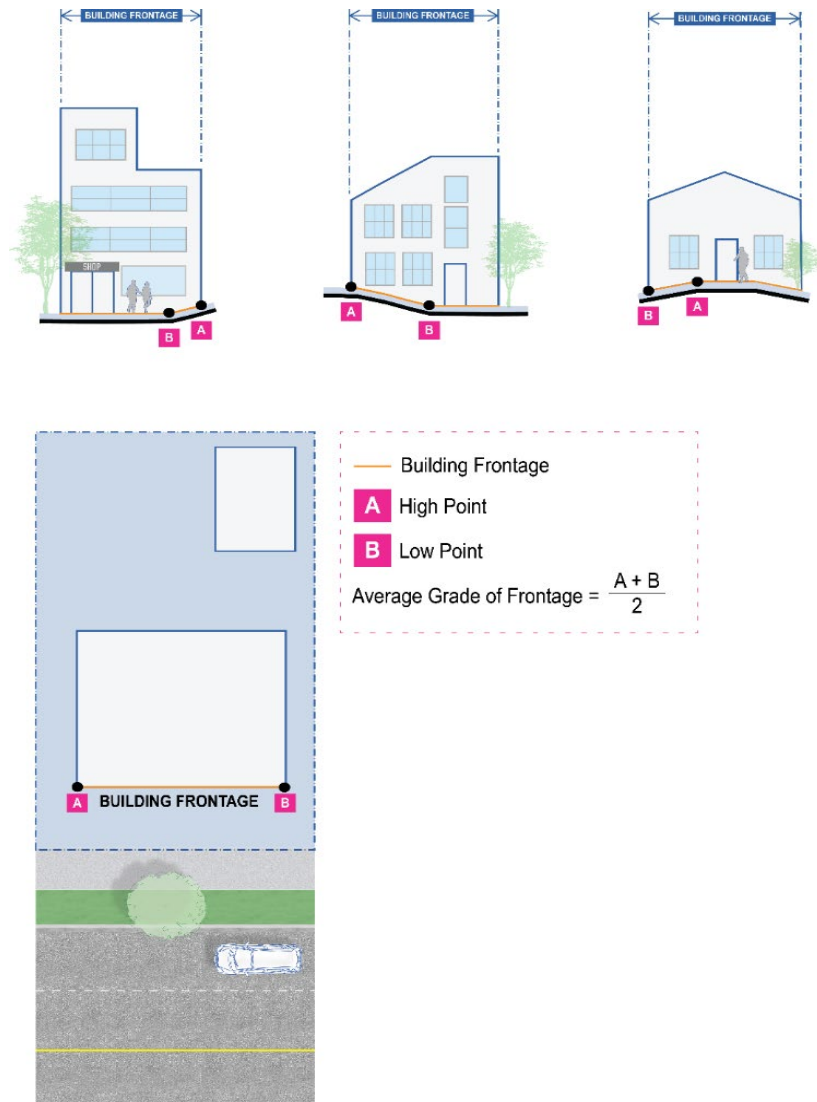 BUILDING FRONTAGE
BUILDING FRONTAGE
BUILDING FRONTAGE
SHOP
B
A
A
B
B
A
Building Frontage
A High Point
B Low Point
Average Grade of Frontage = A + B
2
A BUILDING FRONTAGE B